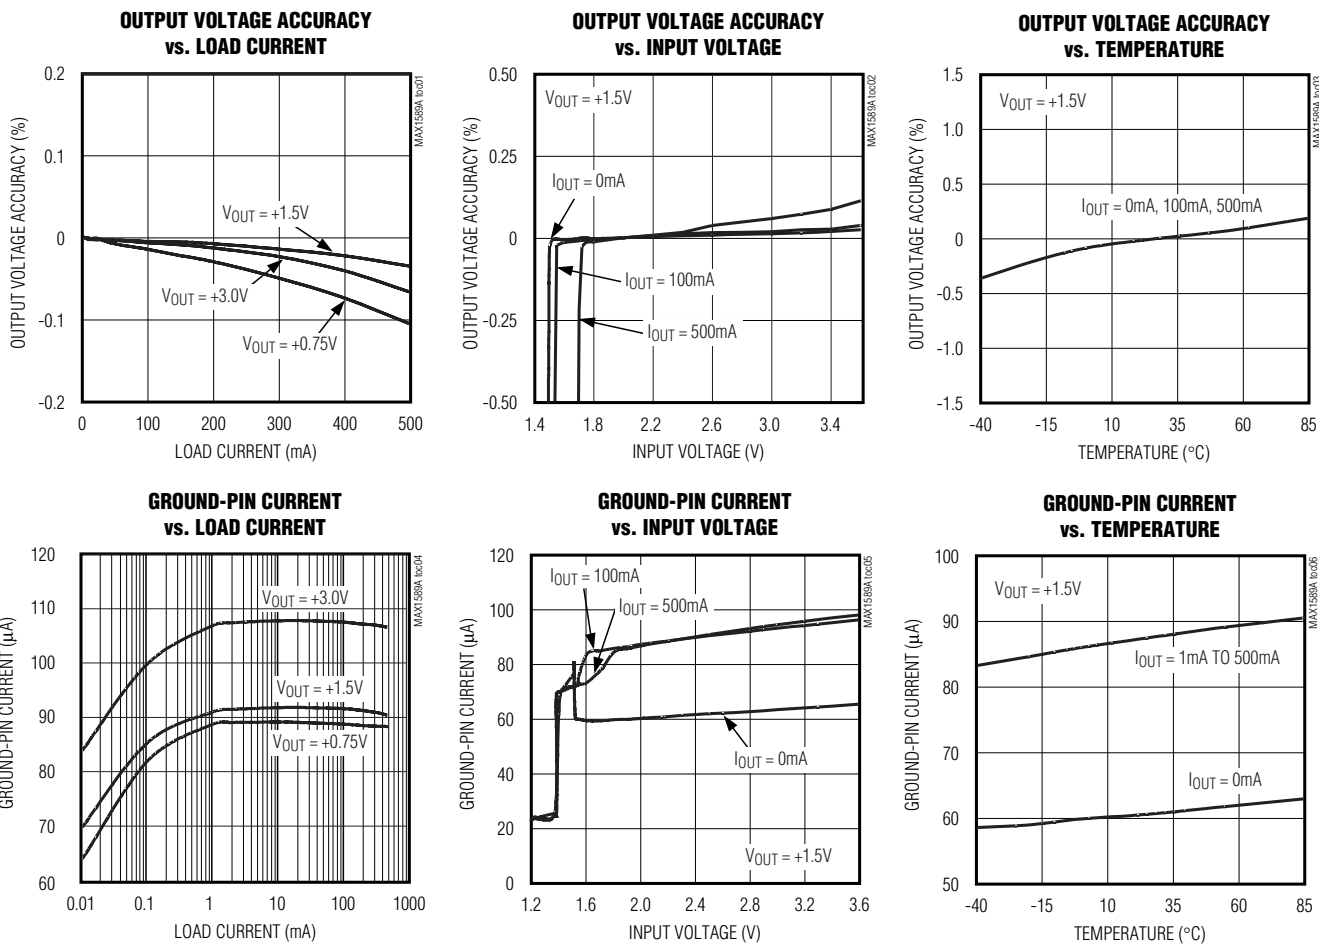 OUTPUT VOLTAGE ACCURACY
vs. LOAD CURRENT
0.2
0.1
0
-0.1
-0.2
OUTPUT VOLTAGE ACCURACY (%)
MAX1589A toc01
VOUT = +1.5V
VOUT = +3.0V
VOUT = +0.75V
0 100 200 300 400 500
LOAD CURRENT (mA)
OUTPUT VOLTAGE ACCURACY
vs. INPUT VOLTAGE
0.50
0.25
0
-0.25
-0.50
OUTPUT VOLTAGE ACCURACY (%)
MAX1589A toc02
VOUT = +1.5V
IOUT = 0mA
IOUT = 100mA
IOUT = 500mA
1.4 1.8 2.2 2.6 3.0 3.4
INPUT VOLTAGE (V)
OUTPUT VOLTAGE ACCURACY
vs. TEMPERATURE
1.5
1.0
0.5
0
-0.5
-1.0
-1.5
OUTPUT VOLTAGE ACCURACY (%)
MAX1589A toc03
VOUT = +1.5V
IOUT = 0mA, 100mA, 500mA
-40 -15 10 35 60 85
TEMPERATURE (°C)
GROUND-PIN CURRENT
vs. LOAD CURRENT
120
110
100
90
80
70
60
GROUND-PIN CURRENT (µA)
MAX1589A toc04
VOUT = +3.0V
VOUT = +1.5V
VOUT = +0.75V
0.01 0.1 1 10 100 1000
LOAD CURRENT (mA)
GROUND-PIN CURRENT
vs. INPUT VOLTAGE
120
100
80
60
40
20
0
GROUND-PIN CURRENT (µA)
MAX1589A toc05
IOUT = 100mA
IOUT = 500mA
IOUT = 0mA
VOUT = +1.5V
1.2 1.6 2.0 2.4 2.8 3.2 3.6
INPUT VOLTAGE (V)
GROUND-PIN CURRENT
vs. TEMPERATURE
100
90
80
70
60
50
GROUND-PIN CURRENT (µA)
MAX1589A toc06
VOUT = +1.5V
IOUT = 1mA TO 500mA
IOUT = 0mA
-40 -15 10 35 60 85
TEMPERATURE (°C)